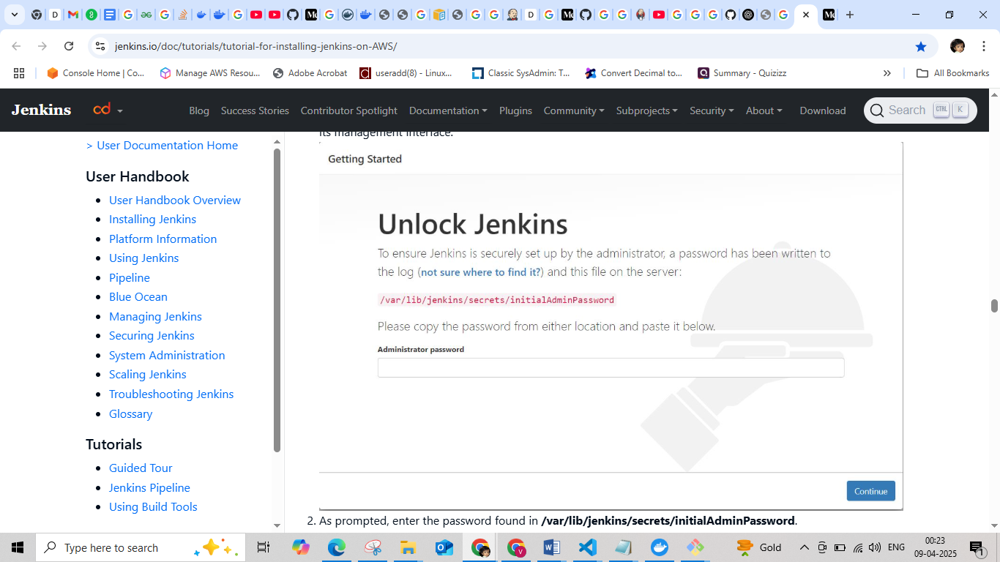 jenkins.io/doc/tutorials/tutorial-for-installing-jenkins-on-AWS/
Console Home | Co...
Manage AWS Resou...
Adobe Acrobat
useradd(8) - Linux...
Classic SysAdmin: T...
Convert Decimal to...
Summary - Quizizz
All Bookmarks
Jenkins
cd
Blog
Success Stories
Contributor Spotlight
Documentation
Plugins
Community
Subprojects
Security
About
Download
Search
CTRL
K
> User Documentation Home
User Handbook
User Handbook Overview
Installing Jenkins
Platform Information
Using Jenkins
Pipeline
Blue Ocean
Managing Jenkins
Securing Jenkins
System Administration
Scaling Jenkins
Troubleshooting Jenkins
Glossary
Tutorials
Guided Tour
Jenkins Pipeline
Using Build Tools
its management interface.
Getting Started
Unlock Jenkins
To ensure Jenkins is securely set up by the administrator, a password has been written to
the log (not sure where to find it?) and this file on the server:
/var/lib/jenkins/secrets/initialAdminPassword
Please copy the password from either location and paste it below.
Administrator password
Continue
2. As prompted, enter the password found in /var/lib/jenkins/secrets/initialAdminPassword.
Type here to search
Gold
ENG
00:23
09-04-2025
1